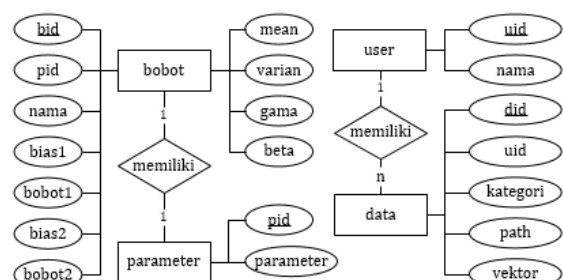 bid
pid
nama
bias1
bobot1
bias2
bobot2
bobot
1
memiliki
1
parameter
mean
varian
gama
beta
pid
parameter
user
1
memiliki
n
data
uid
nama
did
uid
kategori
path
vektor